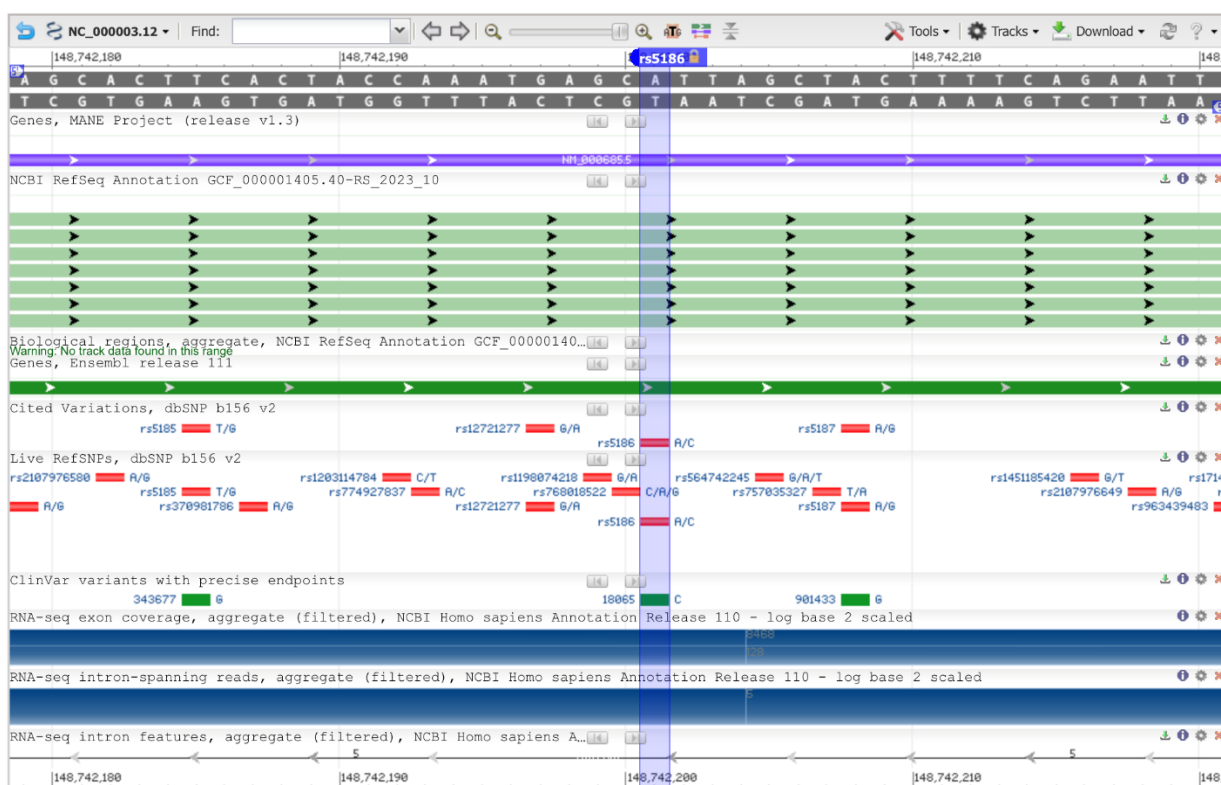 NC_000003.12 Find: Tools Tracks Download ?
148,742,180 148,742,190 rs5186 148,742,210 148
5'
A G C A C T T C A C T A C C A A A T G A G C A T T A G C T A C T T T T C A G A A T T
T C G T G A A G T G A T G G T T T A C T C G T A A T C G A T G A A A A G T C T T A A
Genes, MANE Project (release v1.3)
NM_000685.5
NCBI RefSeq Annotation GCF_000001405.40-RS_2023_10
Biological regions, aggregate, NCBI RefSeq Annotation GCF_00000140...
Warning: No track data found in this range
Genes, Ensembl release 111
Cited Variations, dbSNP b156 v2
rs5185 T/G rs12721277 G/A rs5187 A/G
rs5186 A/C
Live RefSNPs, dbSNP b156 v2
rs2107976580 A/G rs1203114784 C/T rs1198074218 G/A rs564742245 G/A/T rs1451185420 G/T rs171
rs5185 T/G rs774927837 A/C rs768018522 C/A/G rs757035327 T/A rs2107976649 A/G
A/G rs370981786 A/G rs12721277 G/A rs5187 A/G rs963439483
rs5186 A/C
ClinVar variants with precise endpoints
343677 G 18065 C 901433 G
RNA-seq exon coverage, aggregate (filtered), NCBI Homo sapiens Annotation Release 110 - log base 2 scaled
8468
128
RNA-seq intron-spanning reads, aggregate (filtered), NCBI Homo sapiens Annotation Release 110 - log base 2 scaled
5
RNA-seq intron features, aggregate (filtered), NCBI Homo sapiens A...
5 5
148,742,180 148,742,190 148,742,200 148,742,210 148